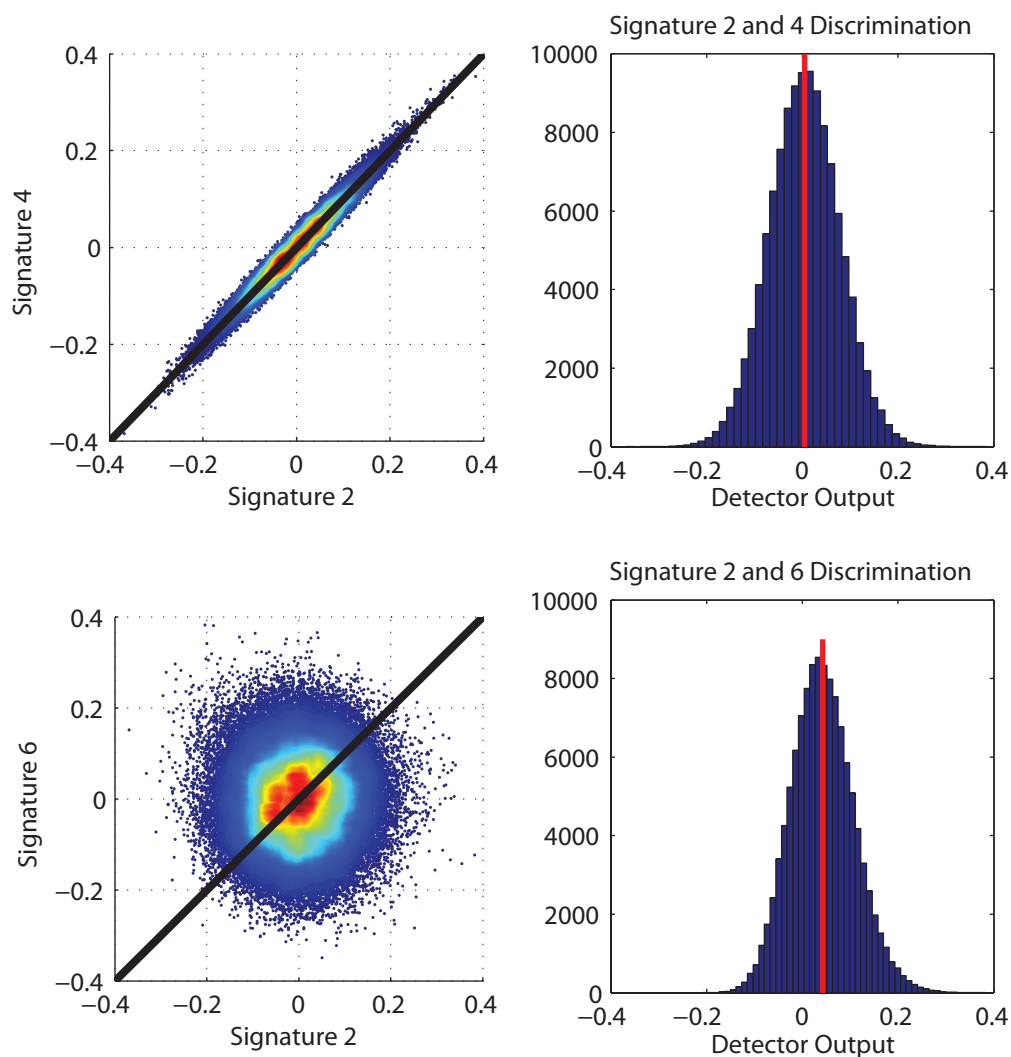 Signature 2 and 4 Discrimination
0.4
0.2
0
−0.2
−0.4
Signature 4
−0.4 −0.2 0 0.2 0.4
Signature 2
10000
8000
6000
4000
2000
0
−0.4 −0.2 0 0.2 0.4
Detector Output
Signature 2 and 6 Discrimination
0.4
0.2
0
−0.2
−0.4
Signature 6
−0.4 −0.2 0 0.2 0.4
Signature 2
10000
8000
6000
4000
2000
0
−0.4 −0.2 0 0.2 0.4
Detector Output